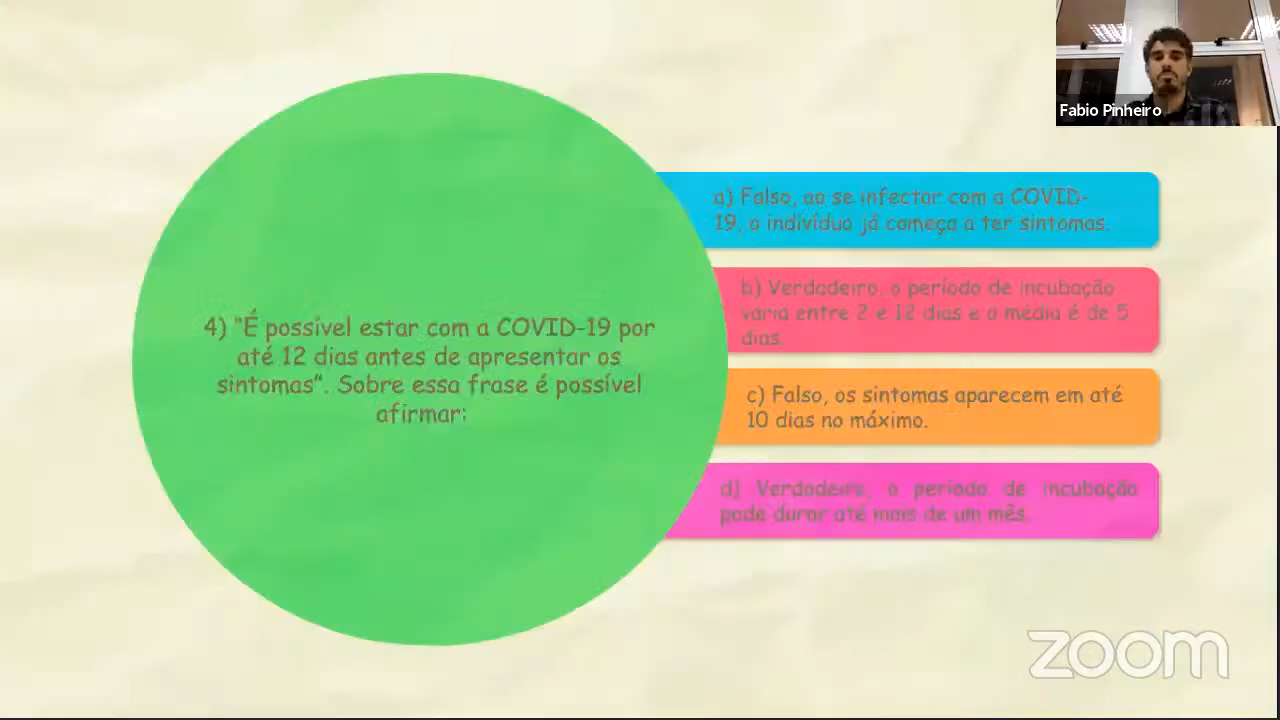 Fabio Pinheiro
4) “É possível estar com a COVID-19 por
até 12 dias antes de apresentar os
sintomas”. Sobre essa frase é possível
afirmar:
a) Falso, ao se infectar com a COVID-
19, o indivíduo já começa a ter sintomas.
b) Verdadeiro, o período de incubação
varia entre 2 e 12 dias e a média é de 5
dias.
c) Falso, os sintomas aparecem em até
10 dias no máximo.
d) Verdadeiro, o período de incubação
pode durar até mais de um mês.
zoom